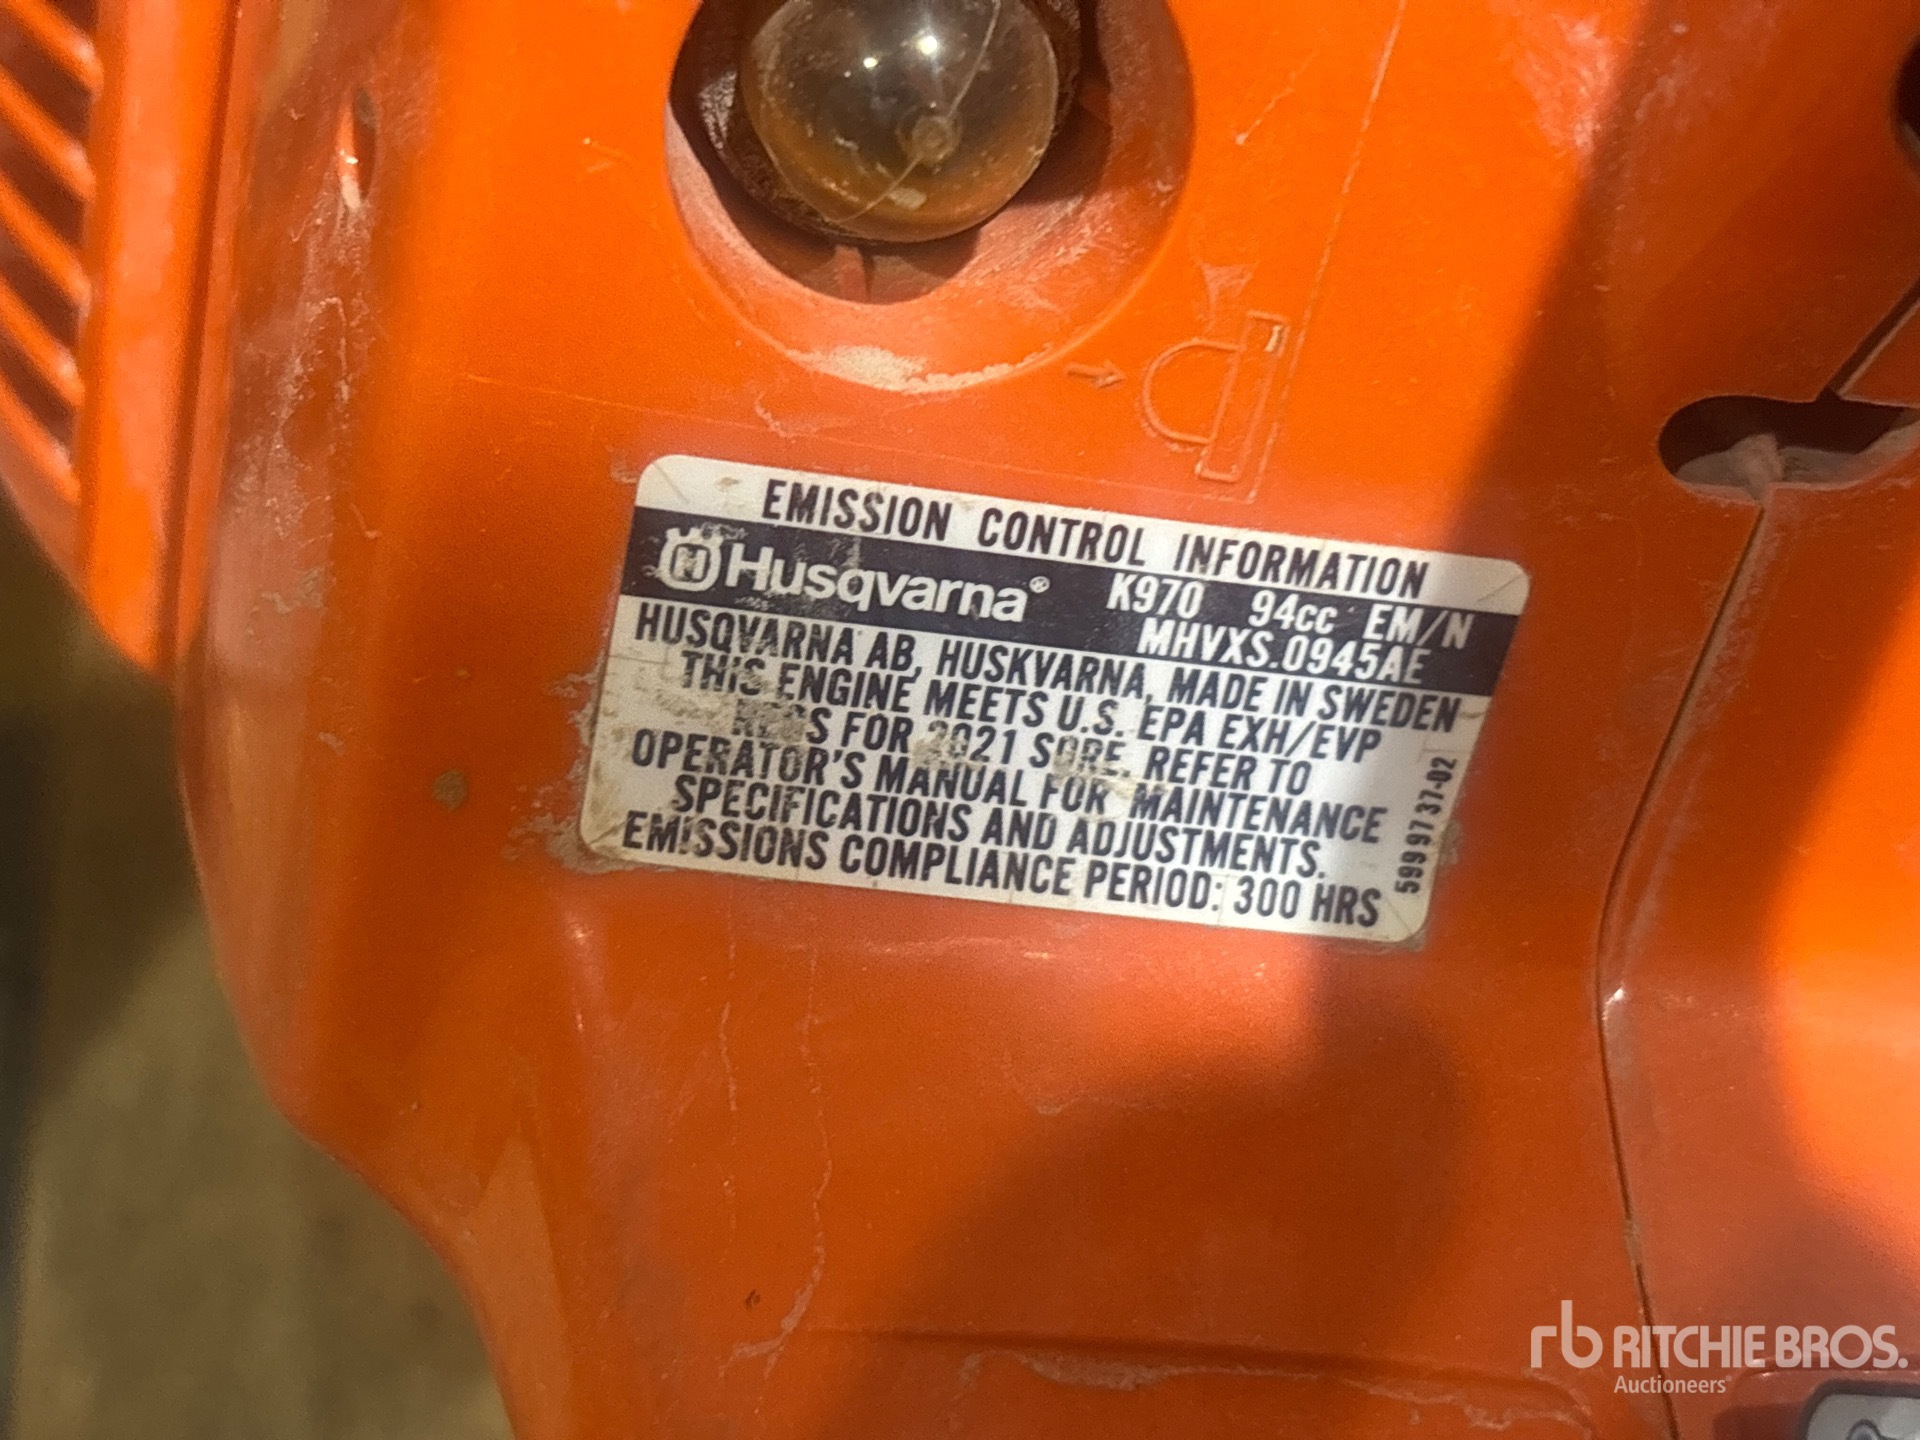 EMISSION CONTROL INFORMATION
H Husqvarna® K970 94cc EM/N
MHVXS.0945AE
HUSQVARNA AB, HUSKVARNA, MADE IN SWEDEN
THIS ENGINE MEETS U.S. EPA EXH/EVP
REGS FOR 2021 SORE. REFER TO
OPERATOR'S MANUAL FOR MAINTENANCE
SPECIFICATIONS AND ADJUSTMENTS.
EMISSIONS COMPLIANCE PERIOD: 300 HRS
599 97 37-02
rb RITCHIE BROS.
Auctioneers